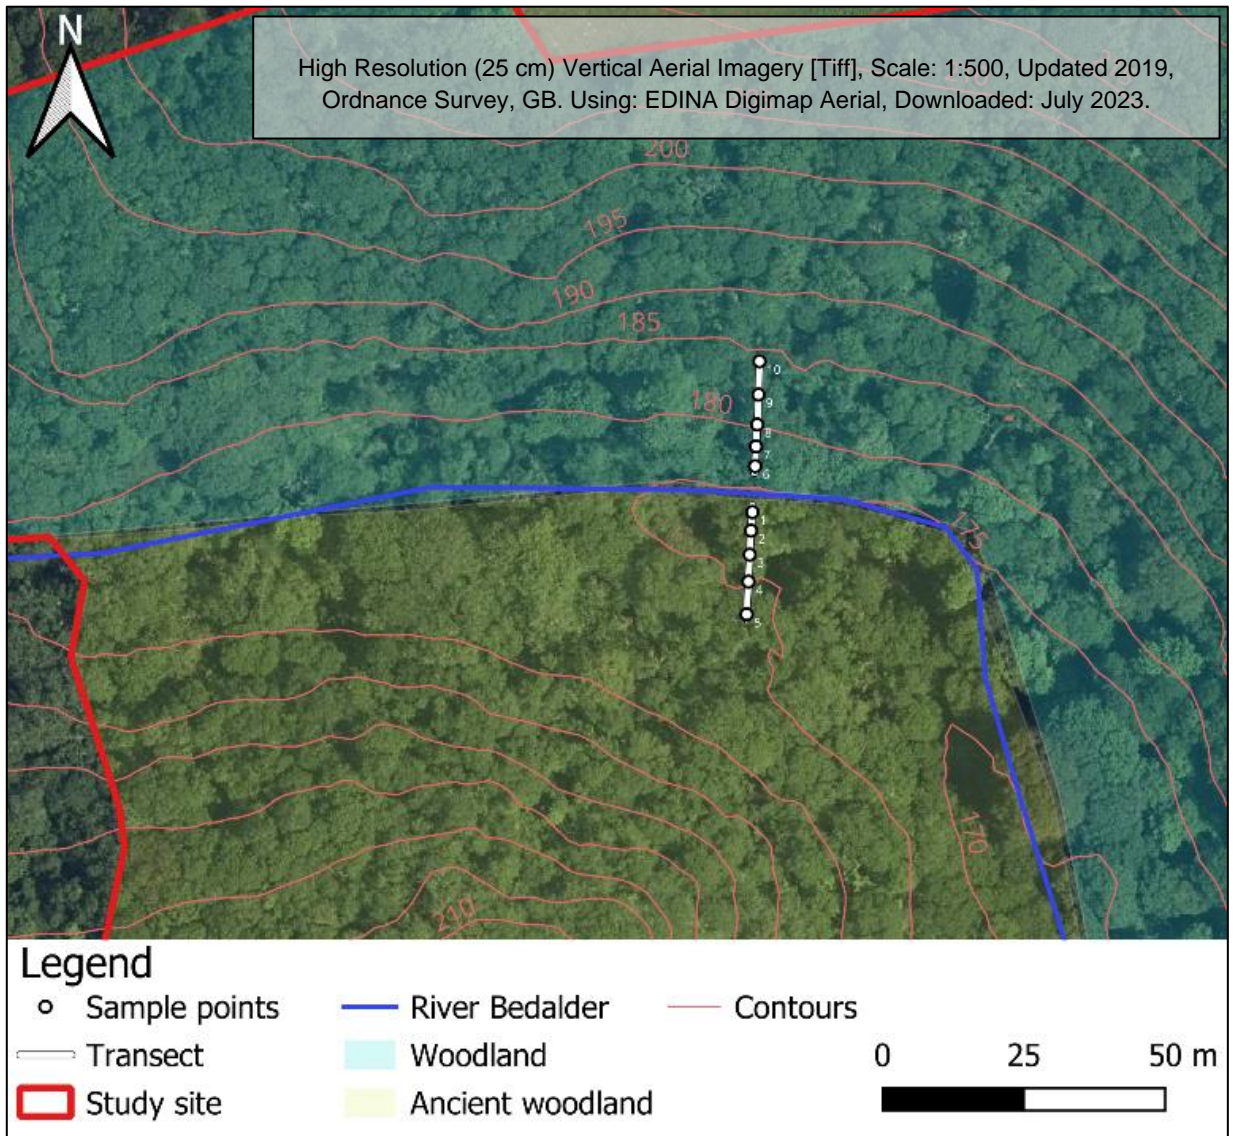 N
High Resolution (25 cm) Vertical Aerial Imagery [Tiff], Scale: 1:500, Updated 2019,
Ordnance Survey, GB. Using: EDINA Digimap Aerial, Downloaded: July 2023.
200
195
190
185
180
10
9
8
7
6
1
2
3
4
5
175
170
210
Legend
Sample points
River Bedalder
Contours
Transect
Woodland
0 25 50 m
Study site
Ancient woodland